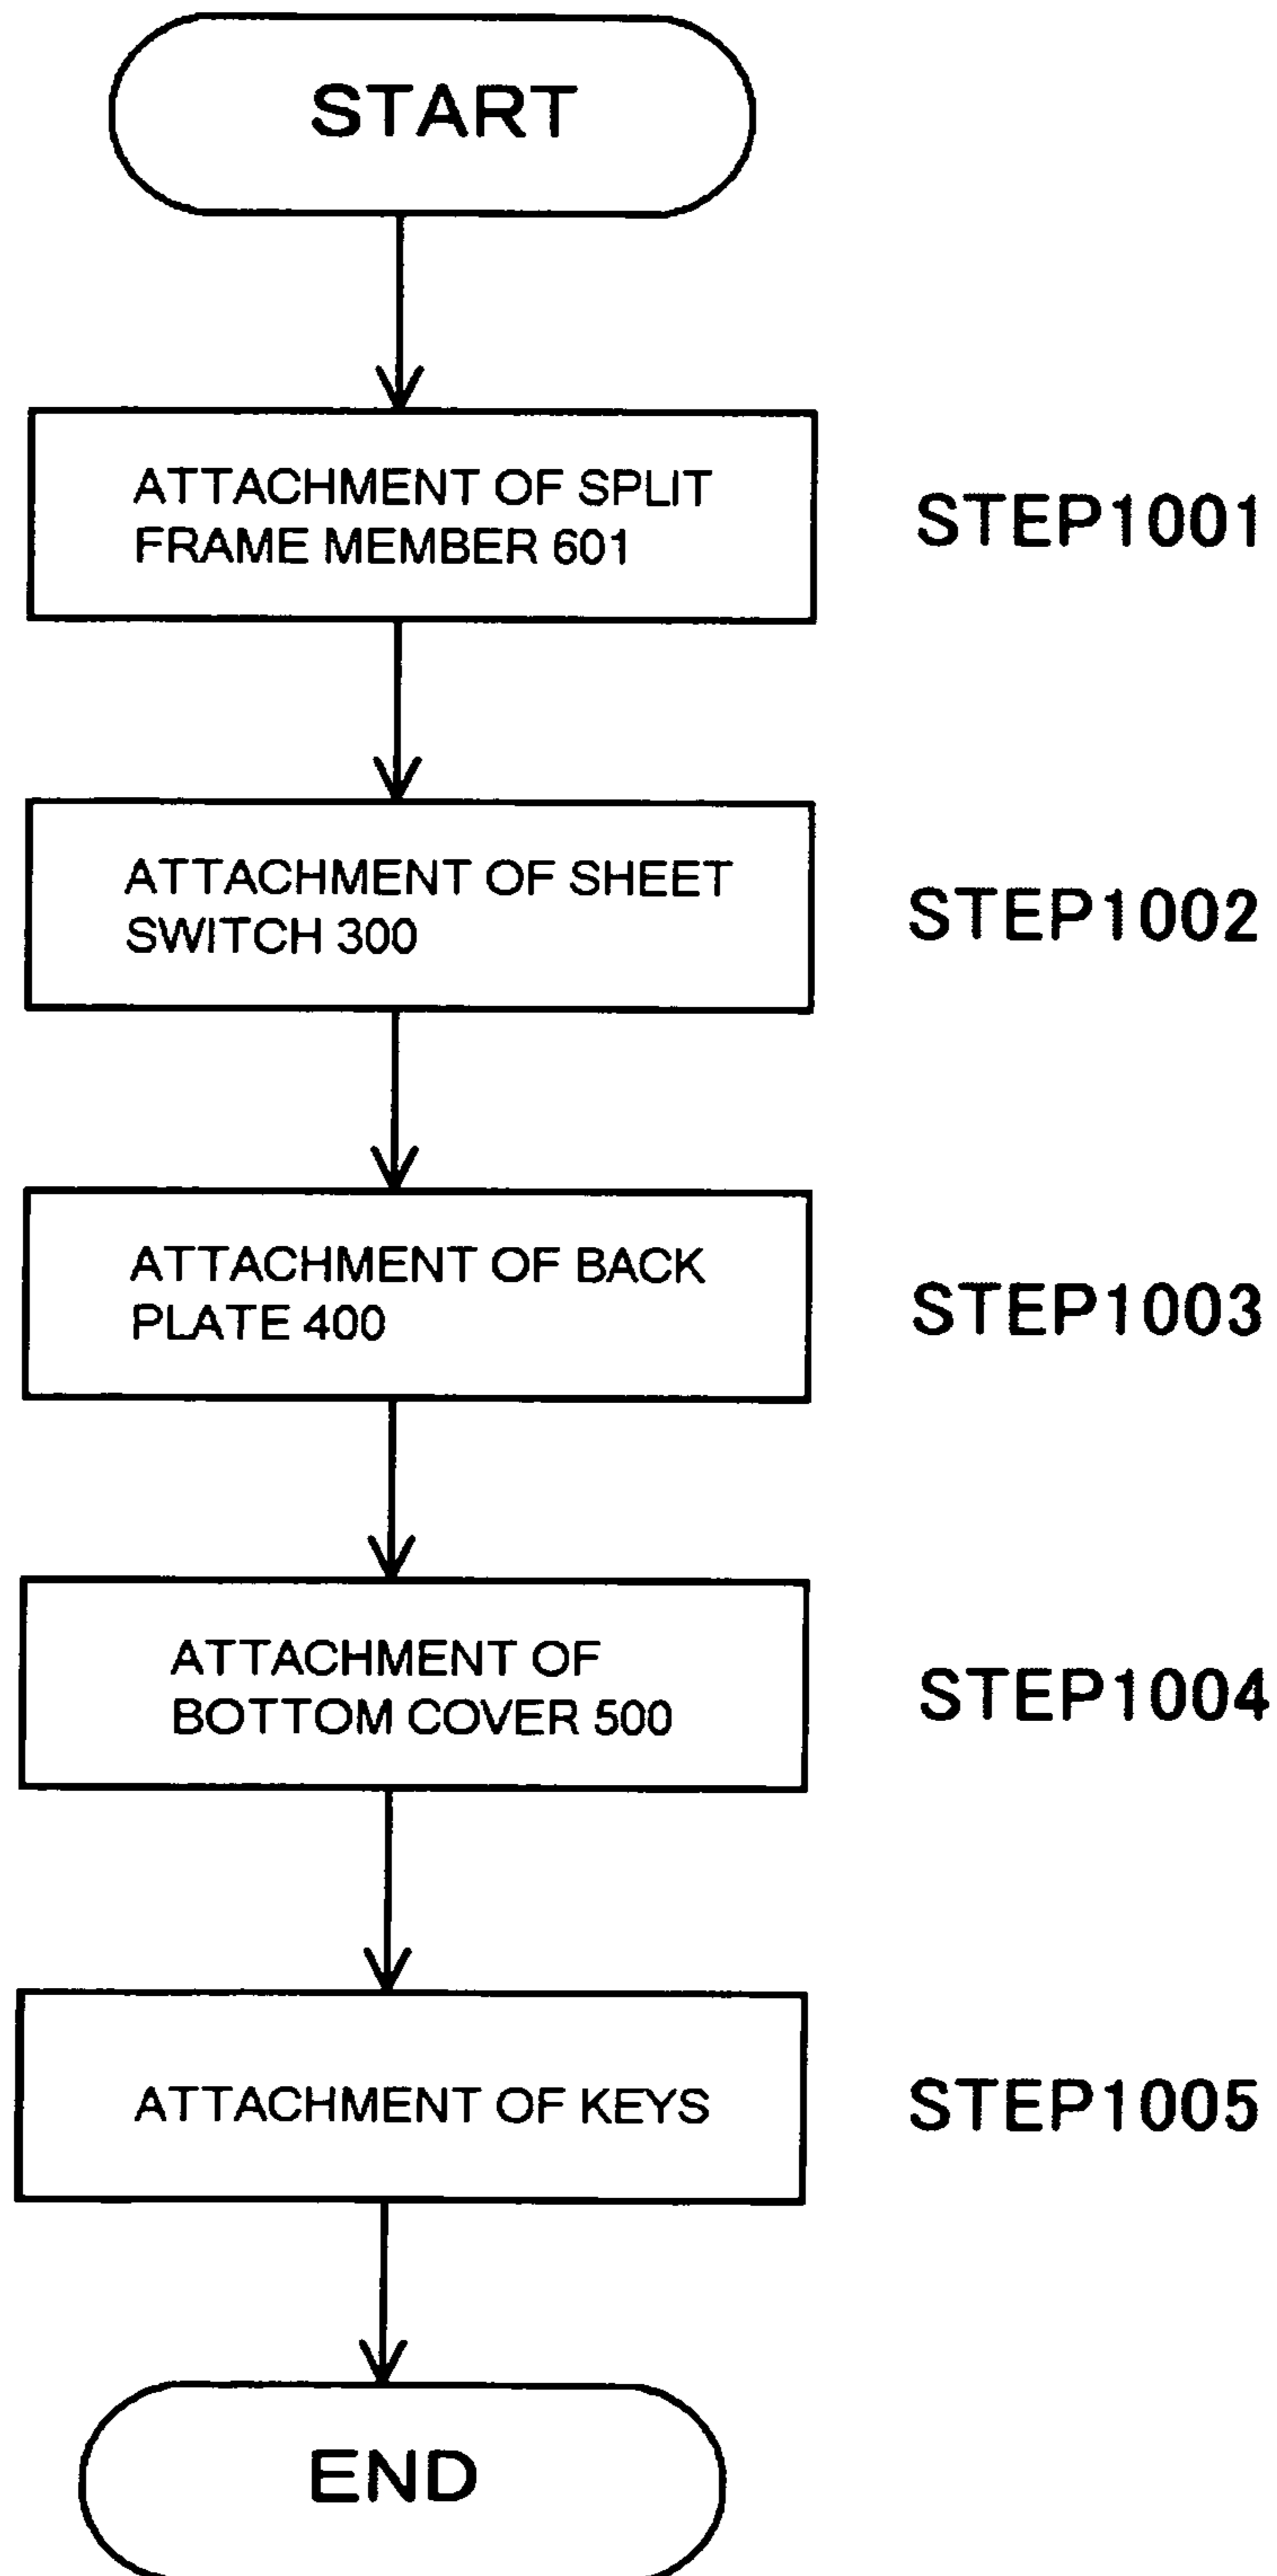 START
ATTACHMENT OF SPLIT
FRAME MEMBER 601
STEP1001
ATTACHMENT OF SHEET
SWITCH 300
STEP1002
ATTACHMENT OF BACK
PLATE 400
STEP1003
ATTACHMENT OF
BOTTOM COVER 500
STEP1004
ATTACHMENT OF KEYS
STEP1005
END